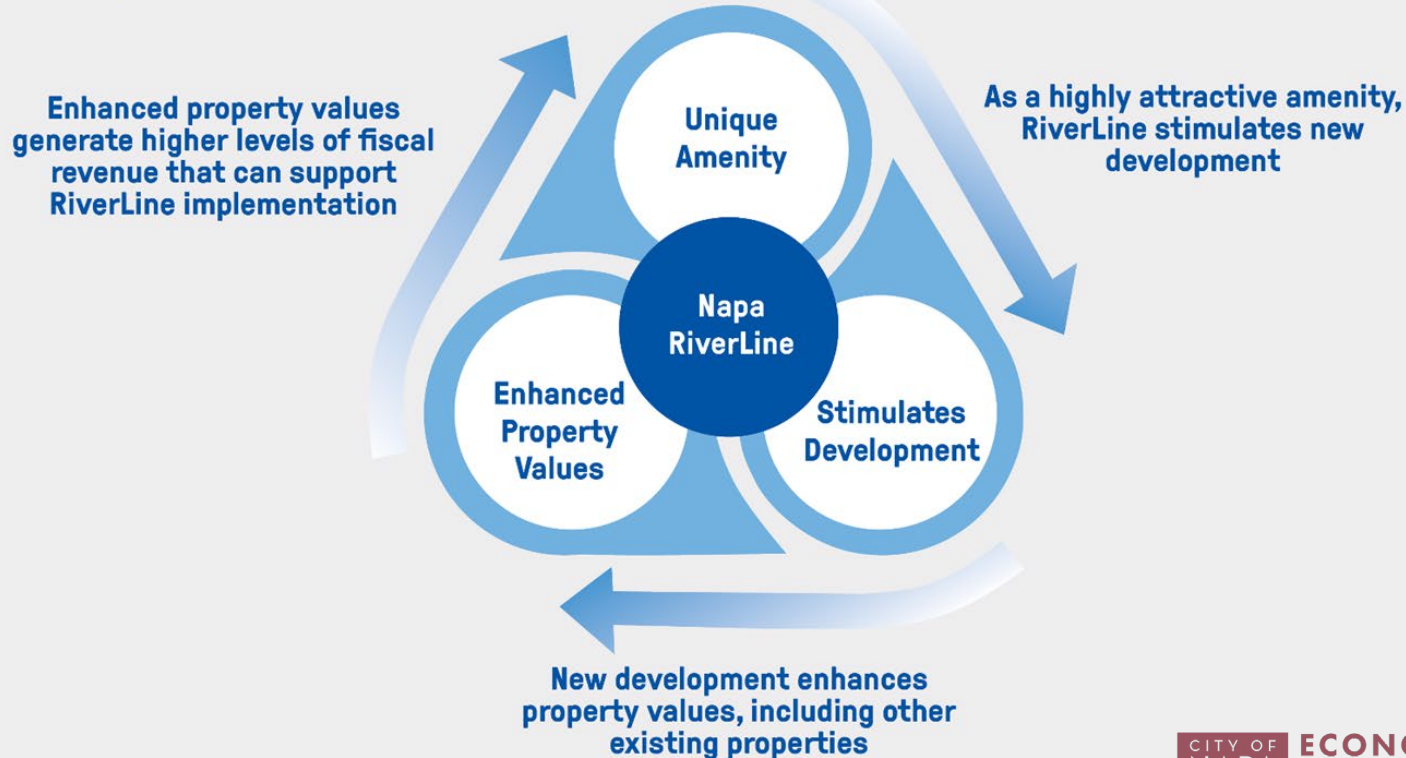 Enhanced property values
generate higher levels of fiscal
revenue that can support
RiverLine implementation
Unique
Amenity
As a highly attractive amenity,
RiverLine stimulates new
development
Napa
RiverLine
Enhanced
Property
Values
Stimulates
Development
New development enhances
property values, including other
existing properties
CITY OF